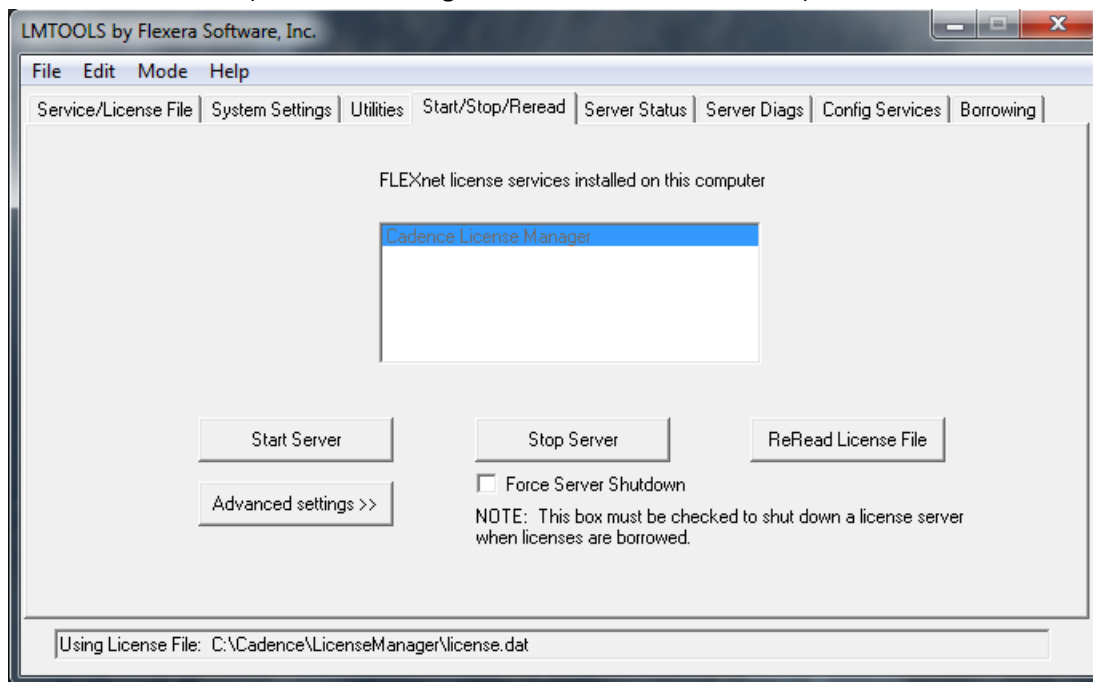 LMTOOLS by Flexera Software, Inc.
File Edit Mode Help
Service/License File System Settings Utilities Start/Stop/Reread Server Status Server Diags Config Services Borrowing
FLEXnet license services installed on this computer
Cadence License Manager
Start Server Stop Server ReRead License File
Force Server Shutdown
Advanced settings >>
NOTE: This box must be checked to shut down a license server
when licenses are borrowed.
Using License File: C:\Cadence\LicenseManager\license.dat